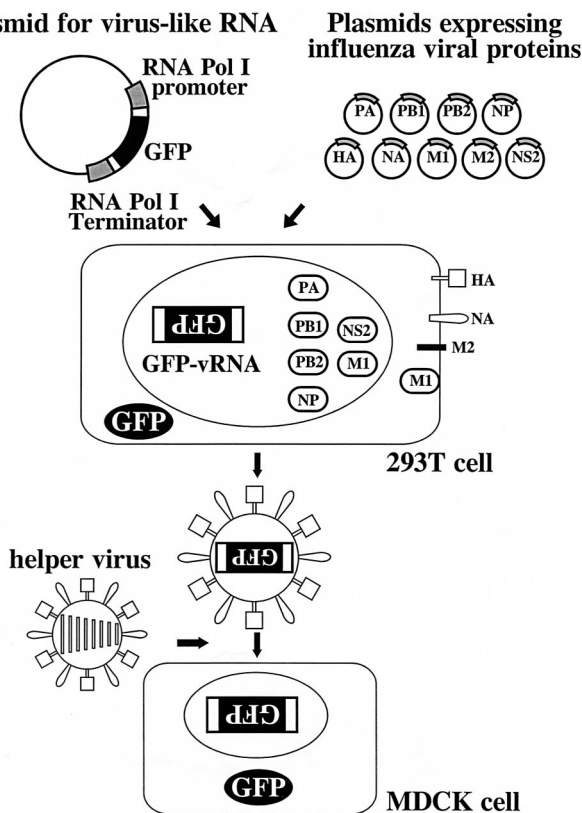 smid for virus-like RNA
Plasmids expressing
influenza viral proteins
RNA Pol I
promoter
GFP
RNA Pol I
Terminator
PA
PB1
PB2
NP
HA
NA
M1
M2
NS2
GFP
GFP-vRNA
GFP
PA
PB1
NS2
PB2
M1
NP
HA
NA
M2
M1
293T cell
GFP
helper virus
GFP
GFP
MDCK cell